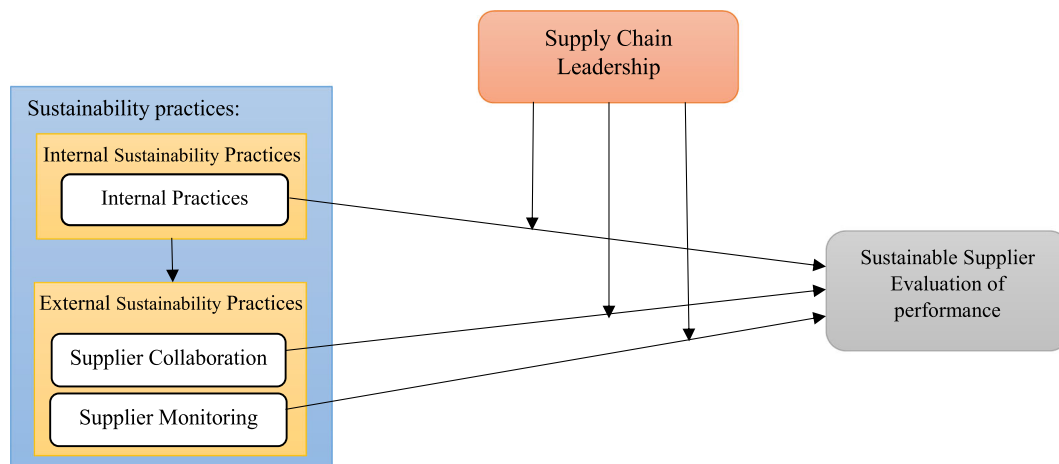 Supply Chain
Leadership
Sustainability practices:
Internal Sustainability Practices
Internal Practices
External Sustainability Practices
Supplier Collaboration
Supplier Monitoring
Sustainable Supplier
Evaluation of
performance